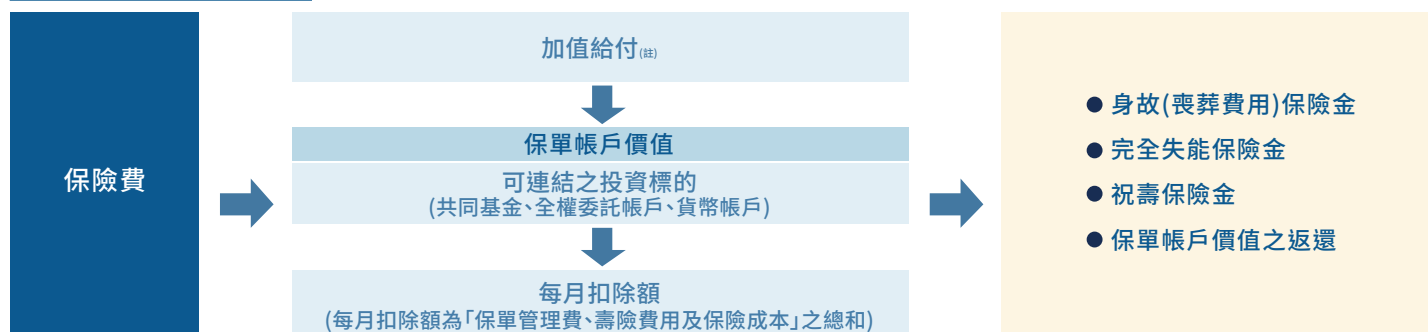 保險費
加值給付(註)
保單帳戶價值
可連結之投資標的
(共同基金、全權委託帳戶、貨幣帳戶)
每月扣除額
(每月扣除額為「保單管理費、壽險費用及保險成本」之總和)
● 身故(喪葬費用)保險金
● 完全失能保險金
● 祝壽保險金
● 保單帳戶價值之返還